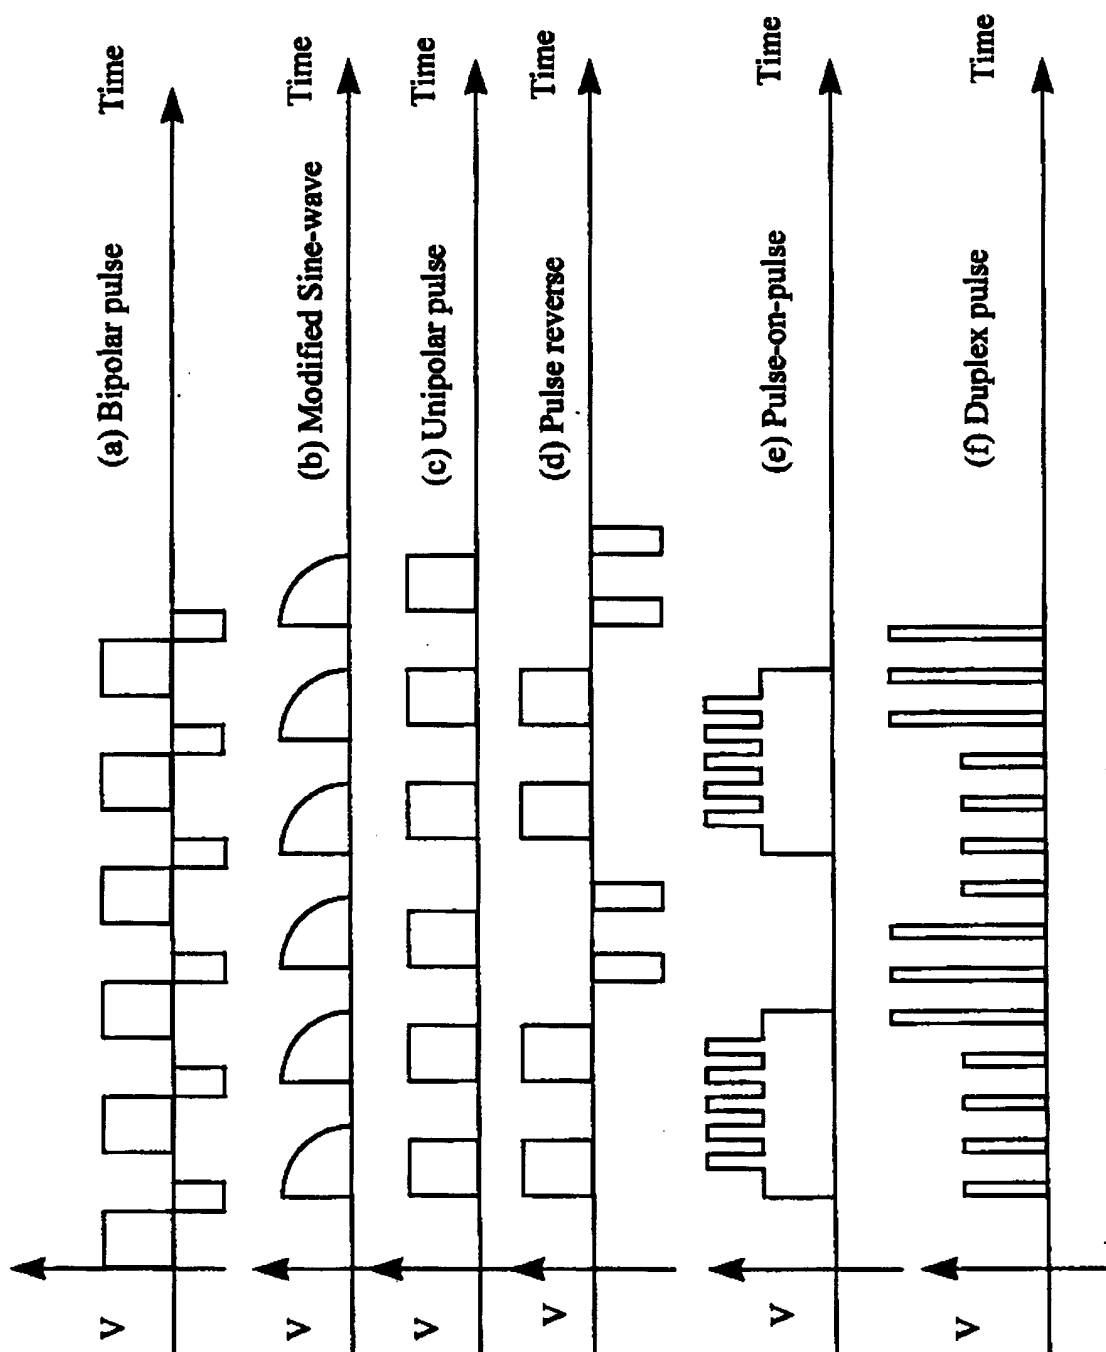 V
(a) Bipolar pulse
Time
V
(b) Modified Sine-wave
Time
V
(c) Unipolar pulse
Time
V
(d) Pulse reverse
Time
V
(e) Pulse-on-pulse
Time
V
(f) Duplex pulse
Time